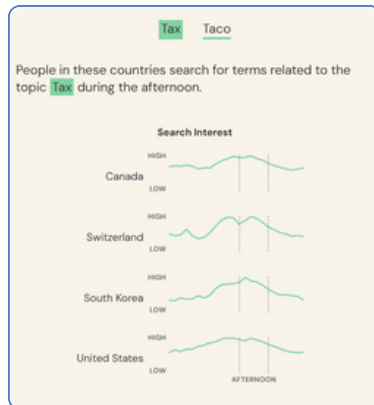 Tax Taco
People in these countries search for terms related to the
topic Tax during the afternoon.
Search Interest
HIGH
Canada
LOW
HIGH
Switzerland
LOW
HIGH
South Korea
LOW
HIGH
United States
LOW
AFTERNOON